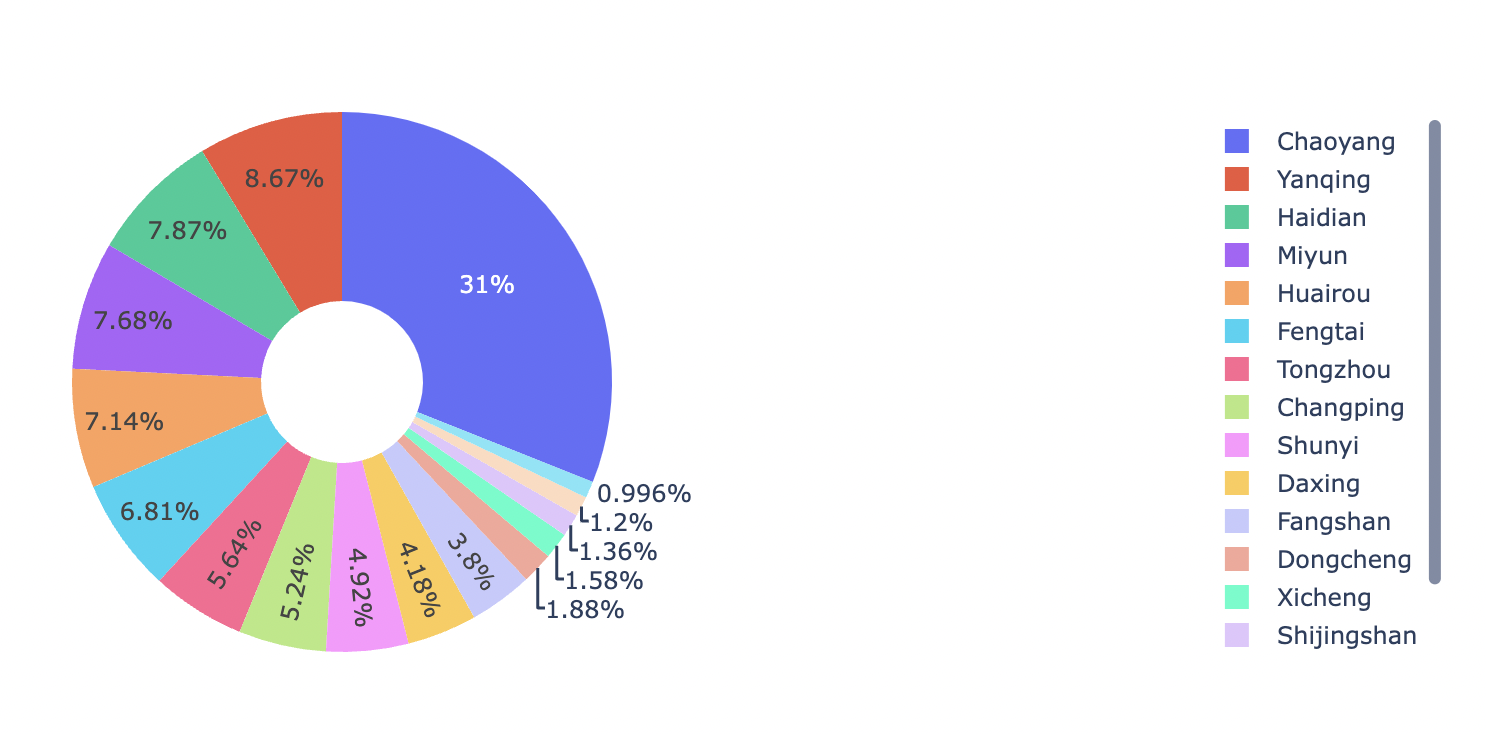 8.67%
7.87%
31%
7.68%
7.14%
6.81%
5.64%
5.24%
4.92%
4.18%
3.8%
0.996%
1.2%
1.36%
1.58%
1.88%
Chaoyang
Yanqing
Haidian
Miyun
Huairou
Fengtai
Tongzhou
Changping
Shunyi
Daxing
Fangshan
Dongcheng
Xicheng
Shijingshan